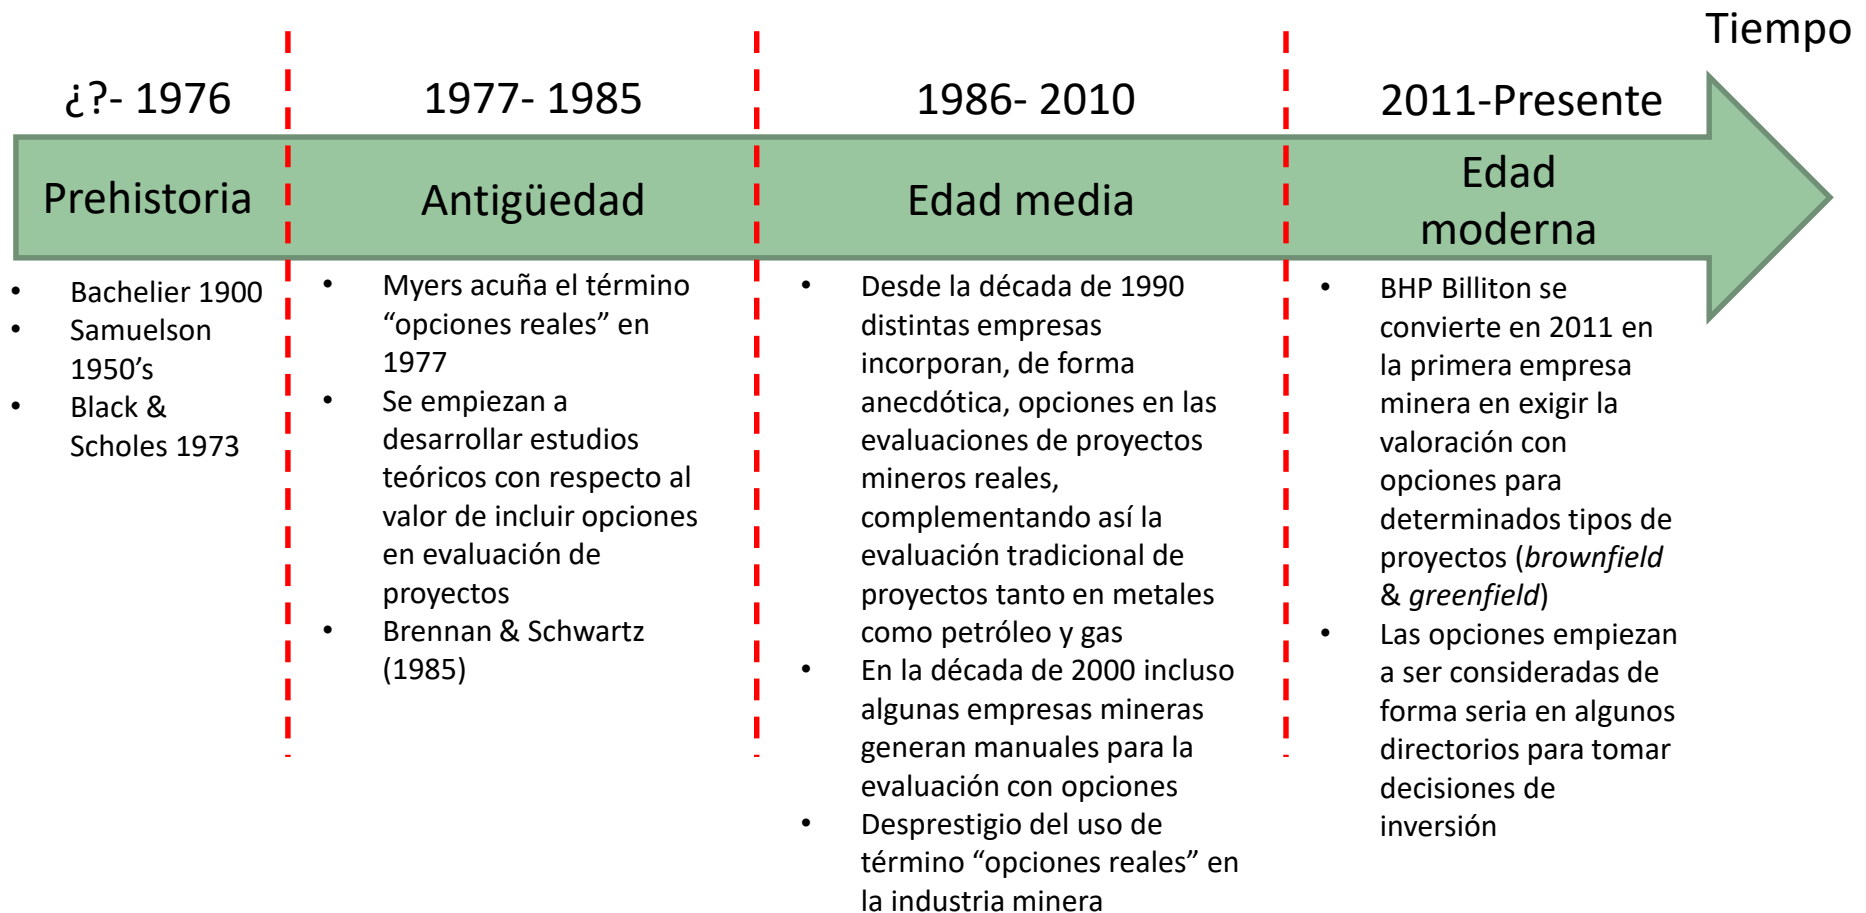 Tiempo
¿?- 1976
1977- 1985
1986- 2010
2011-Presente
Prehistoria
Antigüedad
Edad media
Edad
moderna
• Bachelier 1900
• Samuelson
1950’s
• Black &
Scholes 1973
• Myers acuña el término
“opciones reales” en
1977
• Se empiezan a
desarrollar estudios
teóricos con respecto al
valor de incluir opciones
en evaluación de
proyectos
• Brennan & Schwartz
(1985)
• Desde la década de 1990
distintas empresas
incorporan, de forma
anecdótica, opciones en las
evaluaciones de proyectos
mineros reales,
complementando así la
evaluación tradicional de
proyectos tanto en metales
como petróleo y gas
• En la década de 2000 incluso
algunas empresas mineras
generan manuales para la
evaluación con opciones
• Desprestigio del uso de
término “opciones reales” en
la industria minera
• BHP Billiton se
convierte en 2011 en
la primera empresa
minera en exigir la
valoración con
opciones para
determinados tipos de
proyectos (brownfield
& greenfield)
• Las opciones empiezan
a ser consideradas de
forma seria en algunos
directorios para tomar
decisiones de
inversión